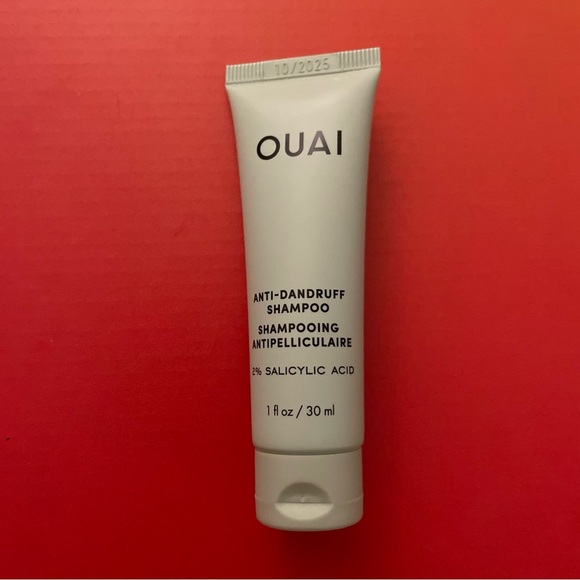 10/2025
OUAI
ANTI-DANDRUFF
SHAMPOO
SHAMPOOING
ANTIPELLICULAIRE
2% SALICYLIC ACID
1 fl oz / 30 ml